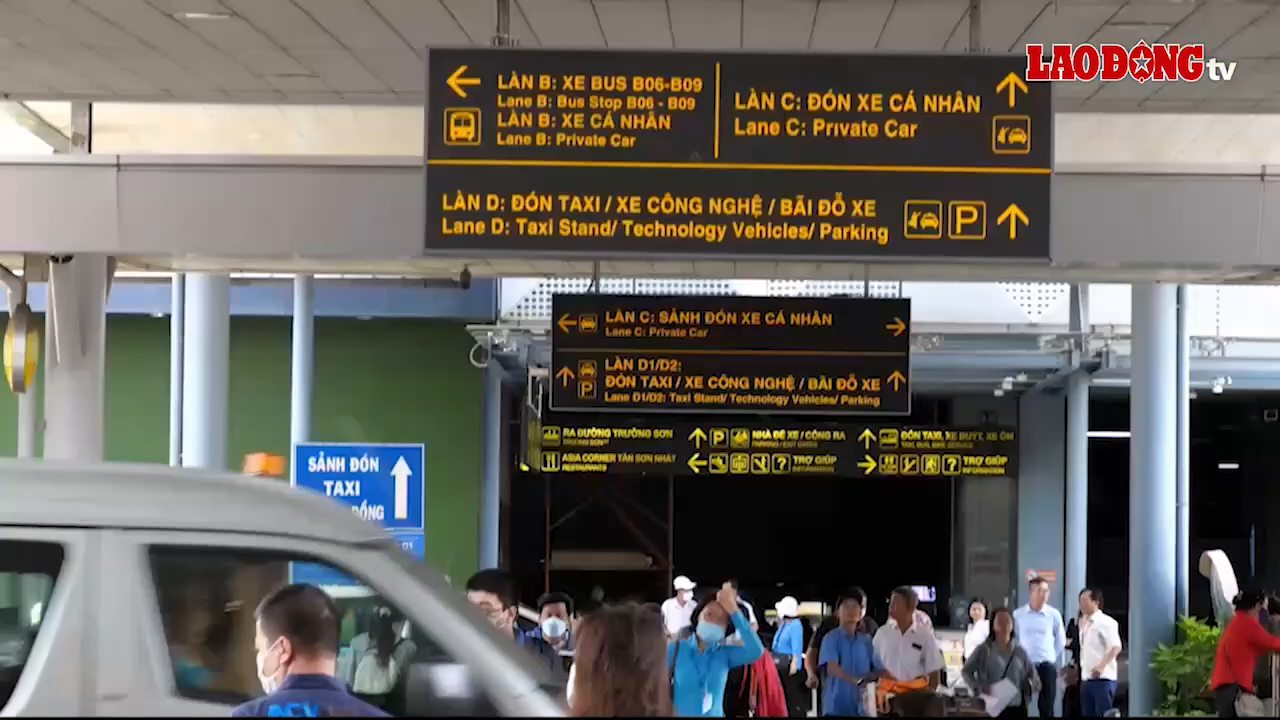 LAO ĐỘNG tv
LÀN B: XE BUS B06-B09
Lane B: Bus Stop B06 - B09
LÀN B: XE CÁ NHÂN
Lane B: Private Car
LÀN C: ĐÓN XE CÁ NHÂN
Lane C: Private Car
LÀN D: ĐÓN TAXI / XE CÔNG NGHỆ / BÃI ĐỖ XE
Lane D: Taxi Stand/ Technology Vehicles/ Parking
P
LÀN C: SẢNH ĐÓN XE CÁ NHÂN
Lane C: Private Car
LÀN D1/D2:
ĐÓN TAXI / XE CÔNG NGHỆ / BÃI ĐỖ XE
Lane D1/D2: Taxi Stand/ Technology Vehicles/ Parking
P
RA ĐƯỜNG TRƯỜNG SƠN
P
NHÀ ĐỂ XE / CỔNG RA
ĐÓN TAXI, XE BUÝT, XE ÔM
ASIA CORNER TÂN SƠN NHẤT
RESTAURANTS
? TRỢ GIÚP
INFORMATION
? TRỢ GIÚP
INFORMATION
SẢNH ĐÓN
TAXI
ĐỒNG